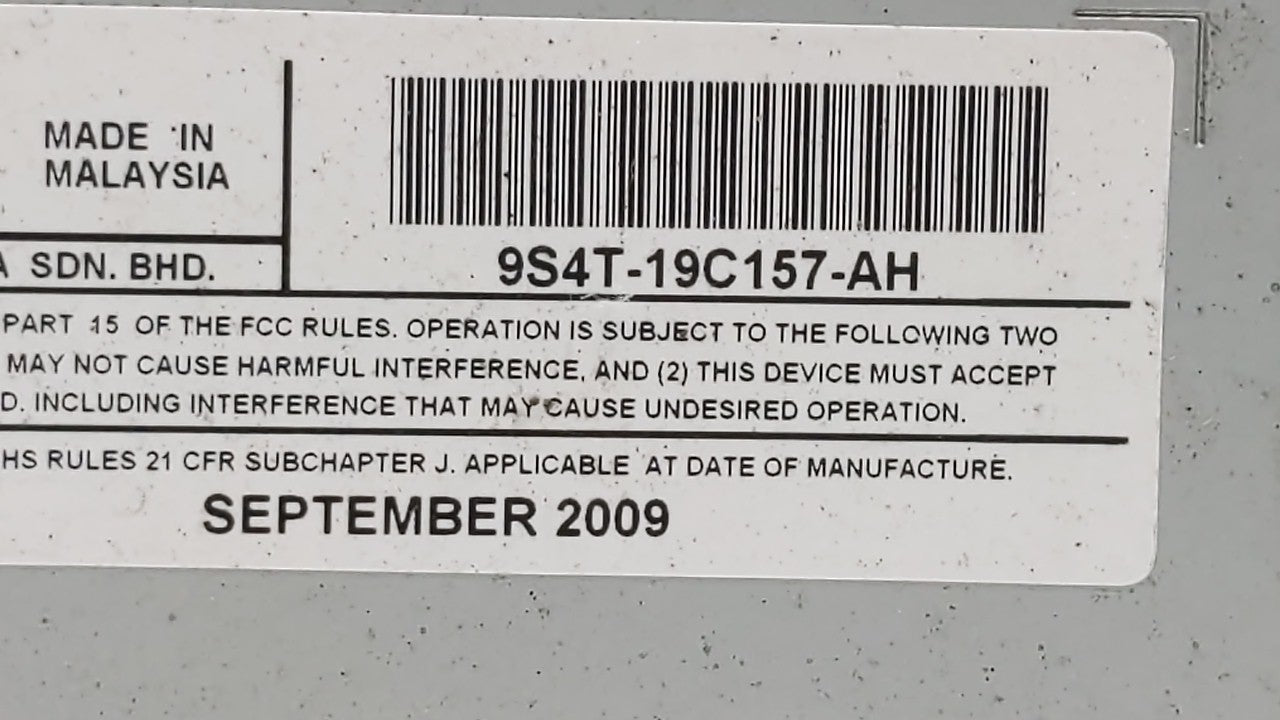 MADE IN
MALAYSIA
A SDN. BHD.
9S4T-19C157-AH
PART 15 OF THE FCC RULES. OPERATION IS SUBJECT TO THE FOLLOWING TWO
MAY NOT CAUSE HARMFUL INTERFERENCE, AND (2) THIS DEVICE MUST ACCEPT
D. INCLUDING INTERFERENCE THAT MAY CAUSE UNDESIRED OPERATION.
HS RULES 21 CFR SUBCHAPTER J. APPLICABLE AT DATE OF MANUFACTURE.
SEPTEMBER 2009